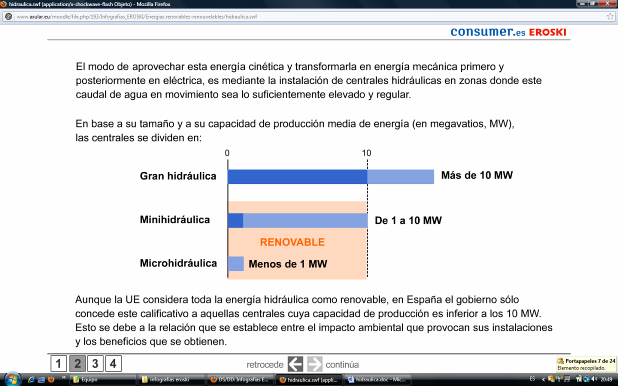 hidraulica.swf (application/x-shockwave-flash Objeto) - Mozilla Firefox
www.axular.eu/moodle/file.php/193/Infografias_EROSKI/Energias.renovables-renouvelables/hidraulica.swf
consumer.es EROSKI
El modo de aprovechar esta energía cinética y transformarla en energía mecánica primero y
posteriormente en eléctrica, es mediante la instalación de centrales hidráulicas en zonas donde este
caudal de agua en movimiento sea lo suficientemente elevado y regular.
En base a su tamaño y a su capacidad de producción media de energía (en megavatios, MW),
las centrales se dividen en:
0 10
Gran hidráulica Más de 10 MW
Minihidráulica De 1 a 10 MW
RENOVABLE
Microhidráulica Menos de 1 MW
Aunque la UE considera toda la energía hidráulica como renovable, en España el gobierno sólo
concede este calificativo a aquellas centrales cuya capacidad de producción es inferior a los 10 MW.
Esto se debe a la relación que se establece entre el impacto ambiental que provocan sus instalaciones
y los beneficios que se obtienen.
1 2 3 4 retrocede continúa
Portapapeles 7 de 24
Elemento recopilado.
Equipo infografias eroski DS/DD: Infografias E... hidraulica.swf (appli... hidraulica.doc - Mic... ES 20:49